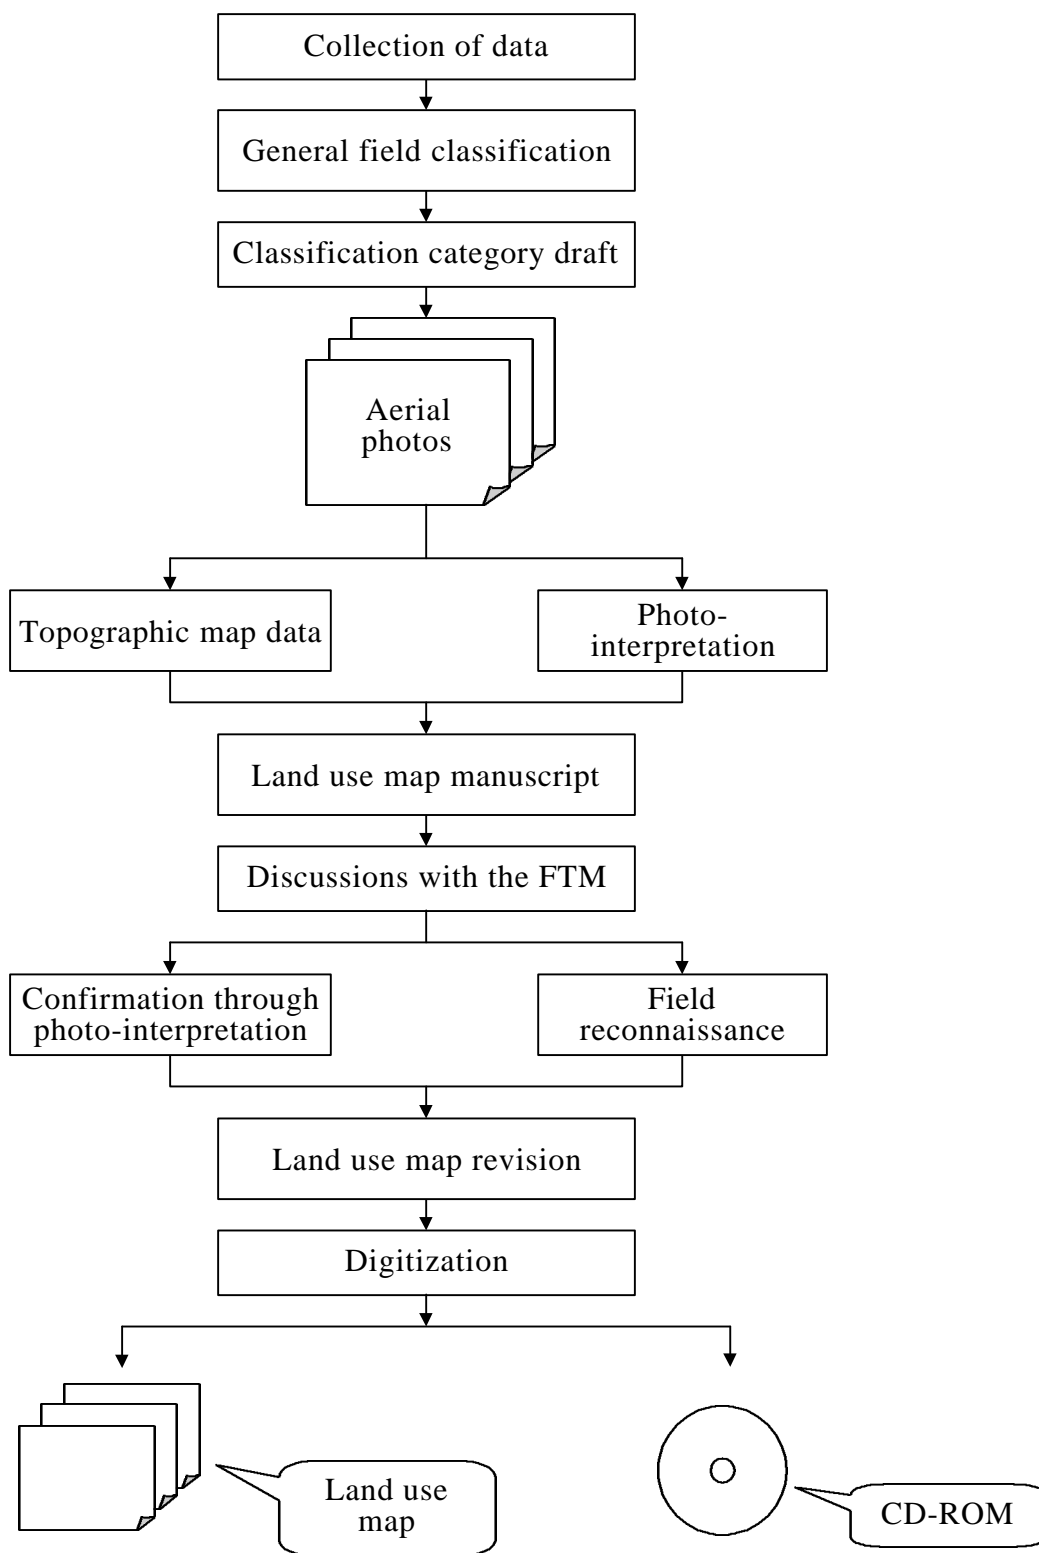 Collection of data
General field classification
Classification category draft
Aerial
photos
Topographic map data
Photo-
interpretation
Land use map manuscript
Discussions with the FTM
Confirmation through
photo-interpretation
Field
reconnaissance
Land use map revision
Digitization
Land use
map
CD-ROM